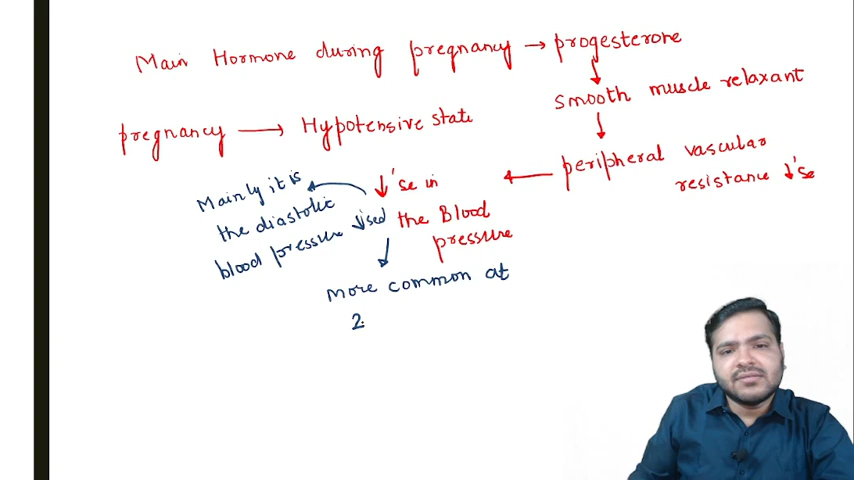 Main Hormone during pregnancy → progesterone
↓
smooth muscle relaxant
pregnancy → Hypotensive state
↓
peripheral vascular
resistance ↓'se
←
↓'se in
the Blood
pressure
Mainly it is
the diastolic
blood pressure ↓'sed
↓
more common at
2.